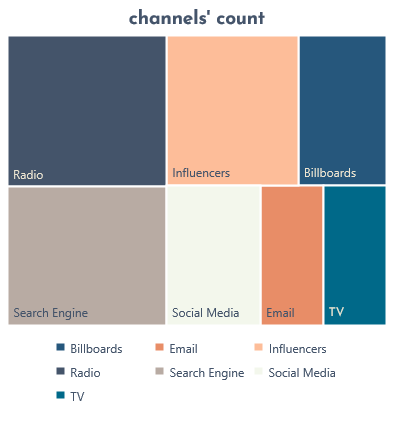 channels' count
Radio
Influencers
Billboards
Search Engine
Social Media
Email
TV
Billboards Email Influencers
Radio Search Engine Social Media
TV